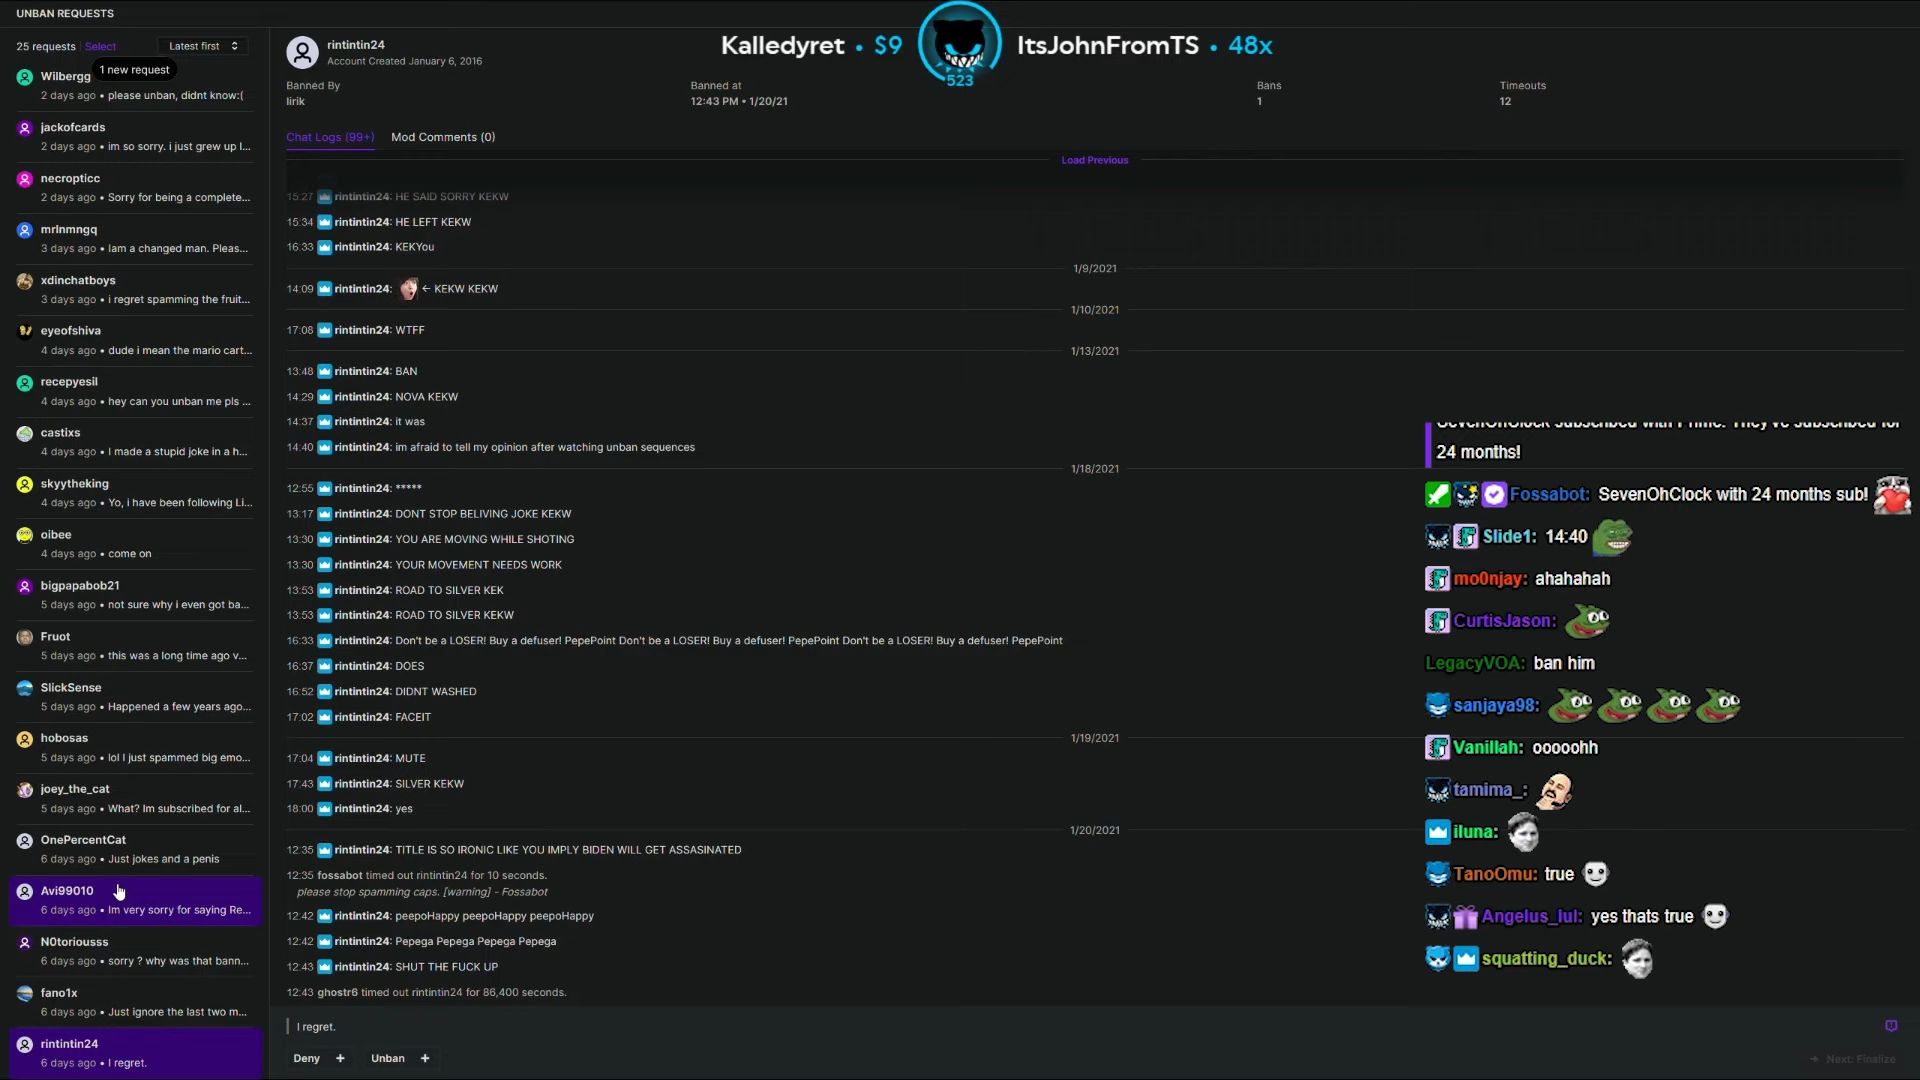 UNBAN REQUESTS
25 requests Select Latest first
1 new request
Wilbergg
2 days ago • please unban, didnt know:(
jackofcards
2 days ago • im so sorry. i just grew up l...
necropticc
2 days ago • Sorry for being a complete...
mrlnmngq
3 days ago • Iam a changed man. Pleas...
xdinchatboys
3 days ago • i regret spamming the fruit...
eyeofshiva
4 days ago • dude i mean the mario cart...
recepyesil
4 days ago • hey can you unban me pls ...
castixs
4 days ago • I made a stupid joke in a h...
skyytheking
4 days ago • Yo, i have been following Li...
oibee
4 days ago • come on
bigpapabob21
5 days ago • not sure why i even got ba...
Fruot
5 days ago • this was a long time ago v...
SlickSense
5 days ago • Happened a few years ago...
hobosas
5 days ago • lol I just spammed big emo...
joey_the_cat
5 days ago • What? Im subscribed for al...
OnePercentCat
6 days ago • Just jokes and a penis
Avi99010
6 days ago • Im very sorry for saying Re...
N0toriousss
6 days ago • sorry ? why was that bann...
fano1x
6 days ago • Just ignore the last two m...
rintintin24
6 days ago • I regret.
rintintin24
Account Created January 6, 2016
Kalledyret • $9
523
ItsJohnFromTS • 48x
Banned By
lirik
Banned at
12:43 PM • 1/20/21
Bans
1
Timeouts
12
Chat Logs (99+) Mod Comments (0)
Load Previous
15:27 rintintin24: HE SAID SORRY KEKW
15:34 rintintin24: HE LEFT KEKW
16:33 rintintin24: KEKYou
1/9/2021
14:09 rintintin24: ← KEKW KEKW
1/10/2021
17:08 rintintin24: WTFF
1/13/2021
13:48 rintintin24: BAN
14:29 rintintin24: NOVA KEKW
14:37 rintintin24: it was
14:40 rintintin24: im afraid to tell my opinion after watching unban sequences
1/18/2021
12:55 rintintin24: *****
13:17 rintintin24: DONT STOP BELIVING JOKE KEKW
13:30 rintintin24: YOU ARE MOVING WHILE SHOTING
13:30 rintintin24: YOUR MOVEMENT NEEDS WORK
13:53 rintintin24: ROAD TO SILVER KEK
13:53 rintintin24: ROAD TO SILVER KEKW
16:33 rintintin24: Don't be a LOSER! Buy a defuser! PepePoint Don't be a LOSER! Buy a defuser! PepePoint Don't be a LOSER! Buy a defuser! PepePoint
16:37 rintintin24: DOES
16:52 rintintin24: DIDNT WASHED
17:02 rintintin24: FACEIT
1/19/2021
17:04 rintintin24: MUTE
17:43 rintintin24: SILVER KEKW
18:00 rintintin24: yes
1/20/2021
12:35 rintintin24: TITLE IS SO IRONIC LIKE YOU IMPLY BIDEN WILL GET ASSASINATED
12:35 fossabot timed out rintintin24 for 10 seconds.
please stop spamming caps. [warning] - Fossabot
12:42 rintintin24: peepoHappy peepoHappy peepoHappy
12:42 rintintin24: Pepega Pepega Pepega Pepega
12:43 rintintin24: SHUT THE FUCK UP
12:43 ghostr6 timed out rintintin24 for 86,400 seconds.
I regret.
Deny + Unban +
Next: Finalize
SevenOhClock subscribed with Prime. They've subscribed for
24 months!
Fossabot: SevenOhClock with 24 months sub!
Slide1: 14:40
mo0njay: ahahahah
CurtisJason:
LegacyVOA: ban him
sanjaya98:
Vanillah: ooooohh
tamima_:
iluna:
TanoOmu: true
Angelus_lul: yes thats true
squatting_duck: